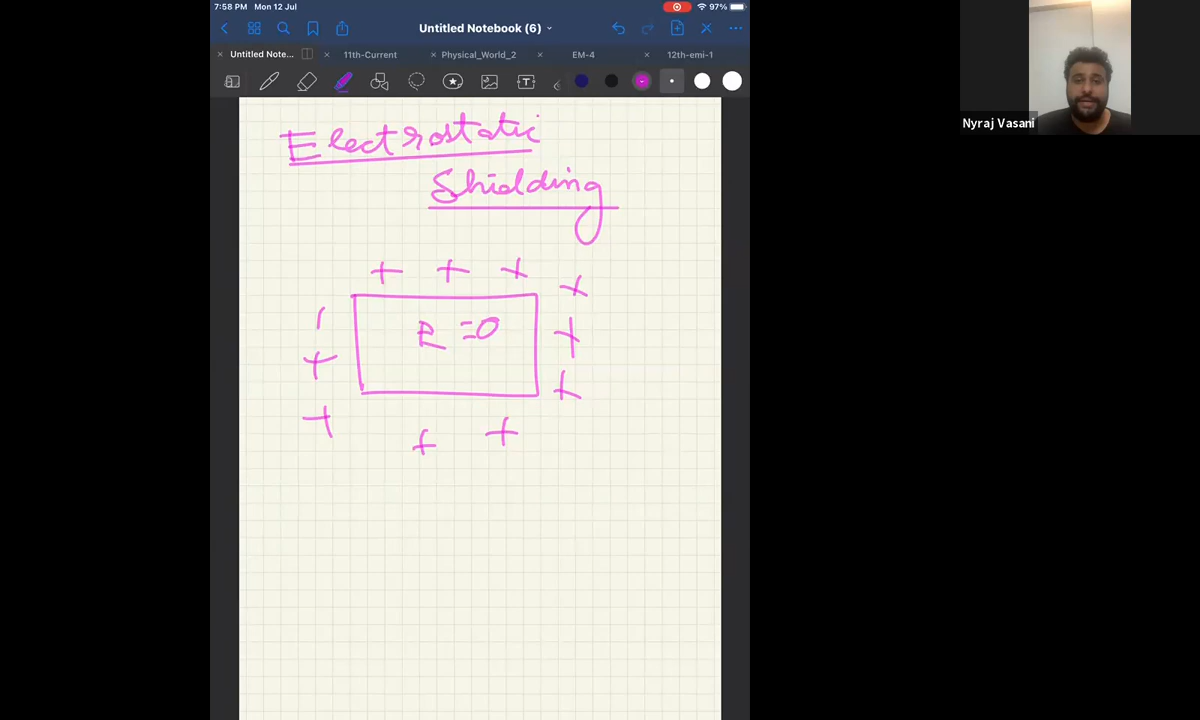 7:58 PM Mon 12 Jul
97%
Untitled Notebook (6)
Untitled Note...
11th-Current
Physical_World_2
EM-4
12th-emi-1
Nyraj Vasani
Electrostatic
Shielding
+ + + +
E = 0
+
+ +
+
+ +